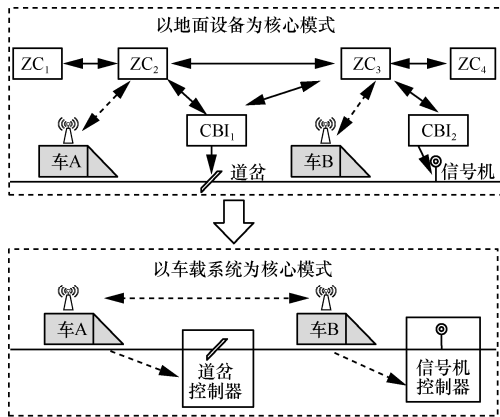 以地面设备为核心模式
ZC₁ ZC₂ ZC₃ ZC₄
CBI₁ CBI₂
车A 道岔 车B 信号机
以车载系统为核心模式
车A 车B
道岔
控制器
信号机
控制器